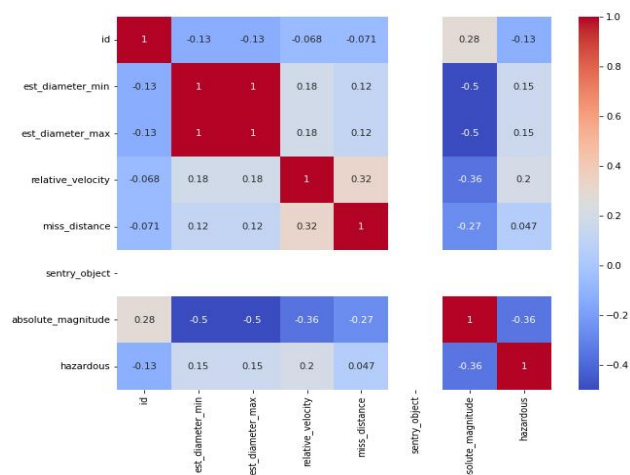 id 1 -0.13 -0.13 -0.068 -0.071 0.28 -0.13
est_diameter_min -0.13 1 1 0.18 0.12 -0.5 0.15
est_diameter_max -0.13 1 1 0.18 0.12 -0.5 0.15
relative_velocity -0.068 0.18 0.18 1 0.32 -0.36 0.2
miss_distance -0.071 0.12 0.12 0.32 1 -0.27 0.047
sentry_object
absolute_magnitude 0.28 -0.5 -0.5 -0.36 -0.27 1 -0.36
hazardous -0.13 0.15 0.15 0.2 0.047 -0.36 1
id
est_diameter_min
est_diameter_max
relative_velocity
miss_distance
sentry_object
solute_magnitude
hazardous
1.0
0.8
0.6
0.4
0.2
0.0
-0.2
-0.4